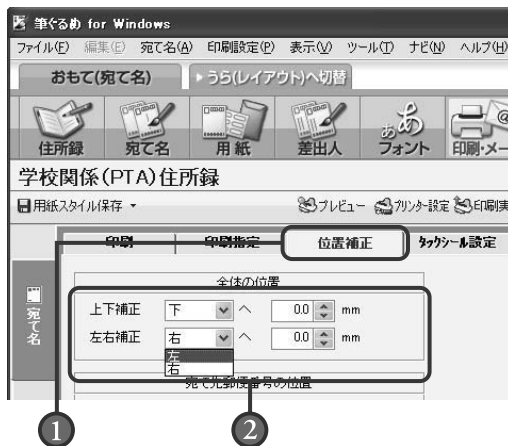 筆ぐるめ for Windows
ファイル(F) 編集(E) 宛て名(A) 印刷設定(P) 表示(V) ツール(T) ナビ(N) ヘルプ(H)
おもて(宛て名) うら(レイアウト)へ切替
住所録 宛て名 用紙 差出人 フォント 印刷・メー
学校関係(PTA)住所録
用紙スタイル保存 プレビュー プリンター設定 印刷実
印刷 印刷指定 位置補正 タックシール設定
全体の位置
宛て名
上下補正 下 へ 0.0 mm
左右補正 右 へ 0.0 mm
左
右
宛て先郵便番号の位置
1 2